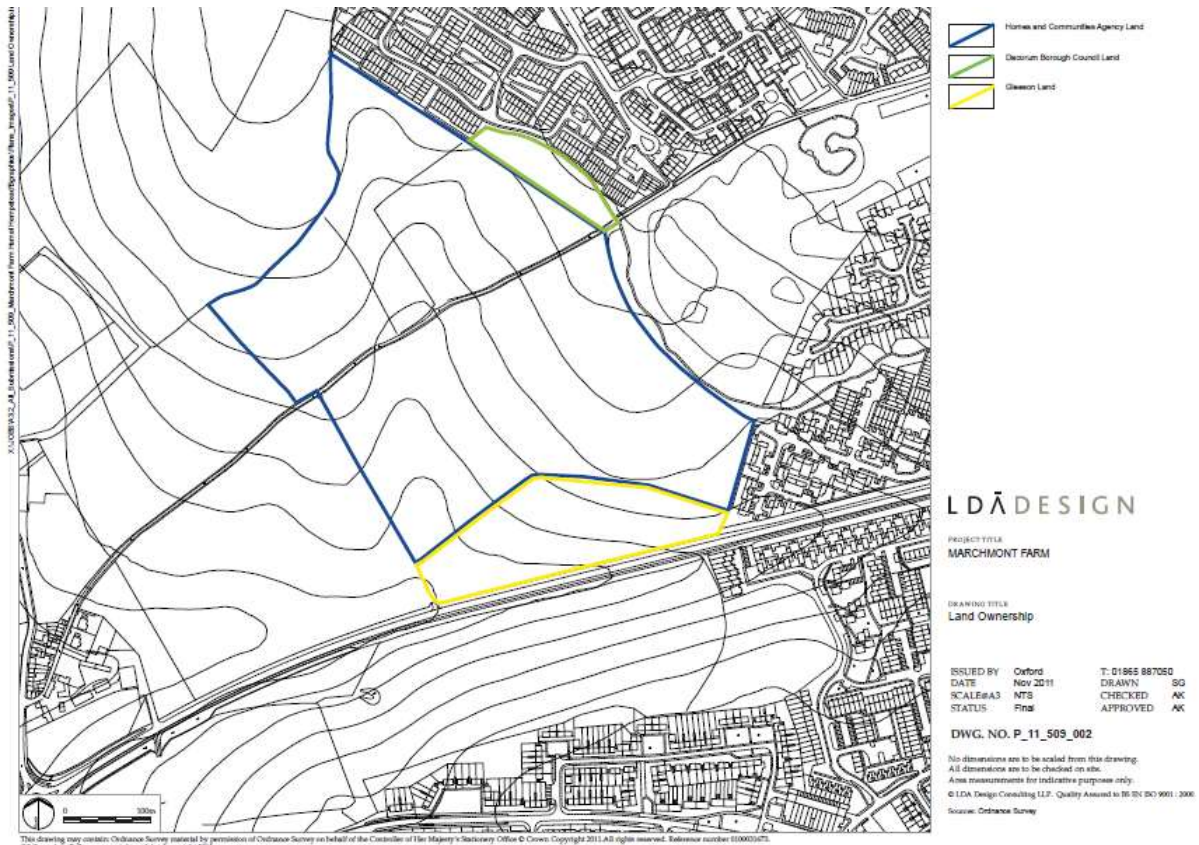 Homes and Communities Agency Land
Dacorum Borough Council Land
Gleeson Land
LDĀDESIGN
PROJECT TITLE
MARCHMONT FARM
DRAWING TITLE
Land Ownership
ISSUED BY Oxford T: 01865 887050
DATE Nov 2011 DRAWN SG
SCALE@A3 NTS CHECKED AK
STATUS Final APPROVED AK
DWG. NO. P_11_509_002
No dimensions are to be scaled from this drawing.
All dimensions are to be checked on site.
Area measurements for indicative purposes only.
© LDA Design Consulting LLP. Quality Assured to BS EN ISO 9001 : 2008
Sources: Ordnance Survey
0 100m
This drawing may contain: Ordnance Survey material by permission of Ordnance Survey on behalf of the Controller of Her Majesty's Stationery Office © Crown Copyright 2011. All rights reserved. Reference number 0100031673.